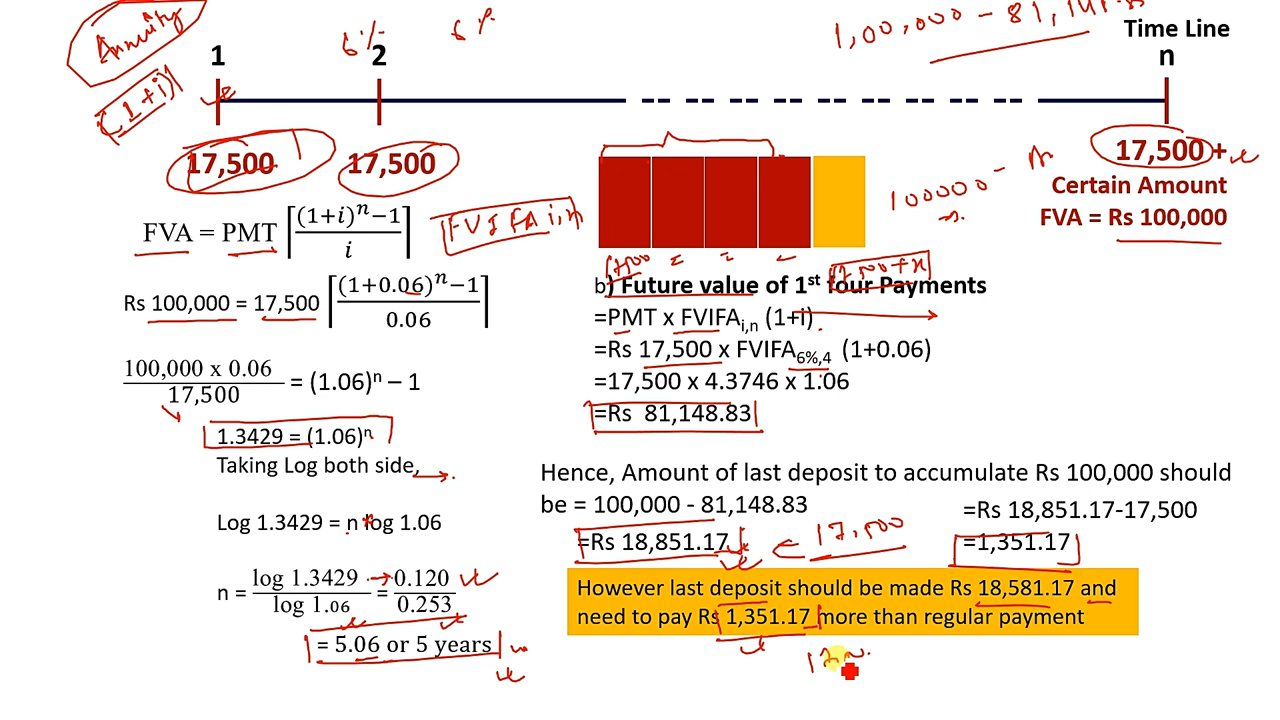 Annuity
(1+i)
6% 6%
1,00,000 – 81,148.8
Time Line
1 2 n
17,500 17,500 17,500 +
Certain Amount
FVA = Rs 100,000
100000 –
FVA = PMT [((1+i)ⁿ−1)/i]
FVIFA i,n
17,500 = = =
17,500+x
Rs 100,000 = 17,500 [((1+0.06)ⁿ−1)/0.06]
(100,000 x 0.06)/17,500 = (1.06)ⁿ – 1
1.3429 = (1.06)ⁿ
Taking Log both side,
Log 1.3429 = n log 1.06
n = (log 1.3429)/(log 1.06) = 0.120/0.253
= 5.06 or 5 years
b) Future value of 1st four Payments
=PMT x FVIFAi,n (1+i)
=Rs 17,500 x FVIFA6%,4 (1+0.06)
=17,500 x 4.3746 x 1.06
=Rs 81,148.83
Hence, Amount of last deposit to accumulate Rs 100,000 should
be = 100,000 - 81,148.83
=Rs 18,851.17
17,500
=Rs 18,851.17-17,500
=1,351.17
However last deposit should be made Rs 18,581.17 and
need to pay Rs 1,351.17 more than regular payment